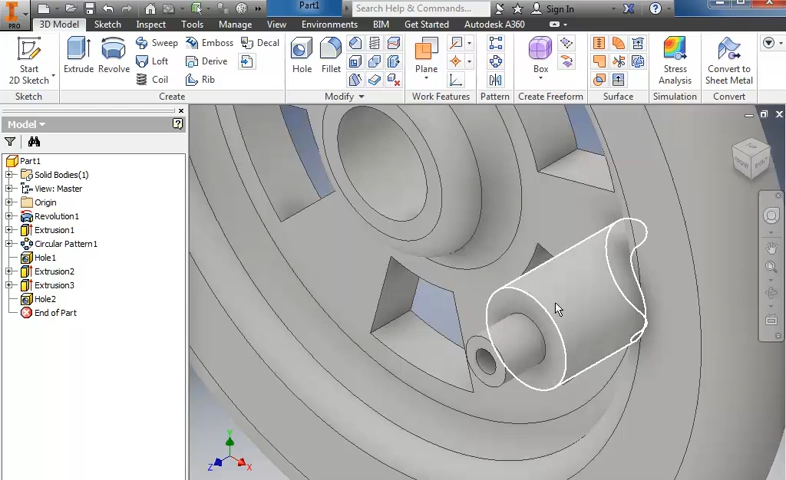 Part1
Search Help & Commands...
Sign In
PRO
3D Model
Sketch
Inspect
Tools
Manage
View
Environments
BIM
Get Started
Autodesk A360
Start
2D Sketch
Extrude
Revolve
Sweep
Loft
Coil
Emboss
Derive
Rib
Decal
Hole
Fillet
Plane
Box
Stress
Analysis
Convert to
Sheet Metal
Sketch
Create
Modify
Work Features
Pattern
Create Freeform
Surface
Simulation
Convert
Model
Part1
Solid Bodies(1)
View: Master
Origin
Revolution1
Extrusion1
Circular Pattern1
Hole1
Extrusion2
Extrusion3
Hole2
End of Part
Y
Z
X